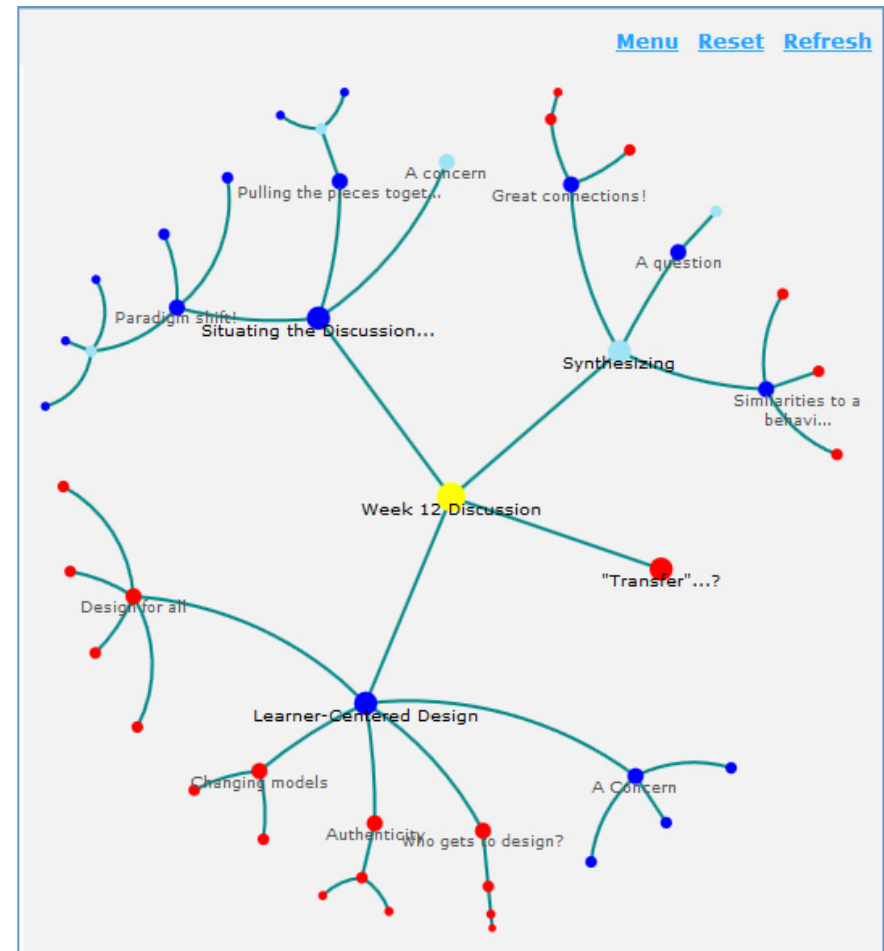 Menu Reset Refresh
A concern
Pulling the pieces toget...
Great connections!
A question
Paradigm shift!
Situating the Discussion...
Synthesizing
Similarities to a
behavi...
Week 12 Discussion
"Transfer"...?
Design for all
Learner-Centered Design
Changing models
A Concern
Authenticity
Who gets to design?